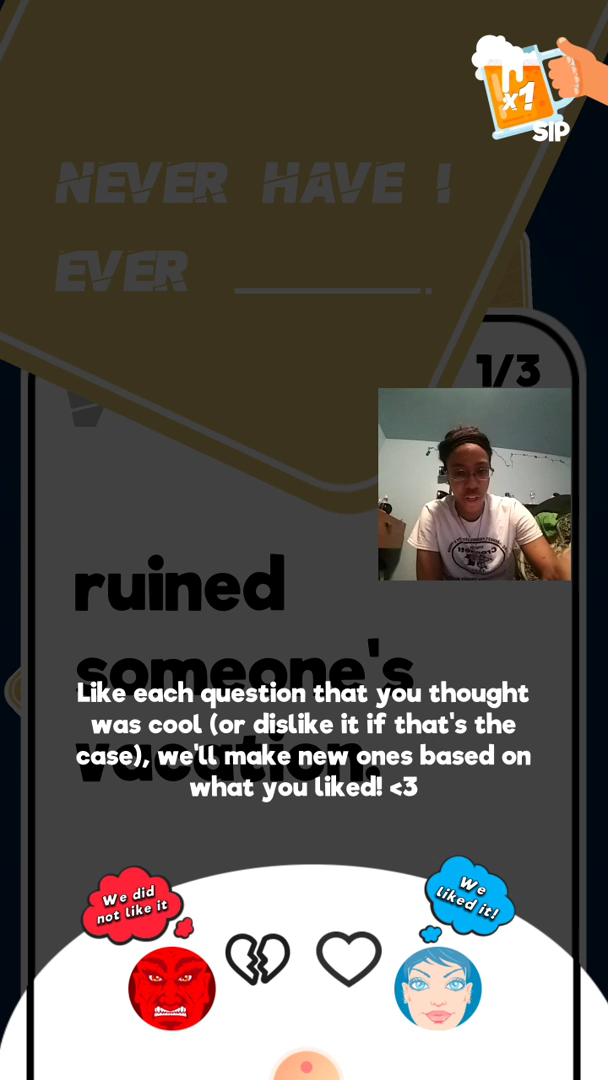 x1
SIP
NEVER HAVE I
EVER ________.
1/3
ruined
someone's
vacation.
Like each question that you thought
was cool (or dislike it if that's the
case), we'll make new ones based on
what you liked! <3
We did
not like it
We
liked it!